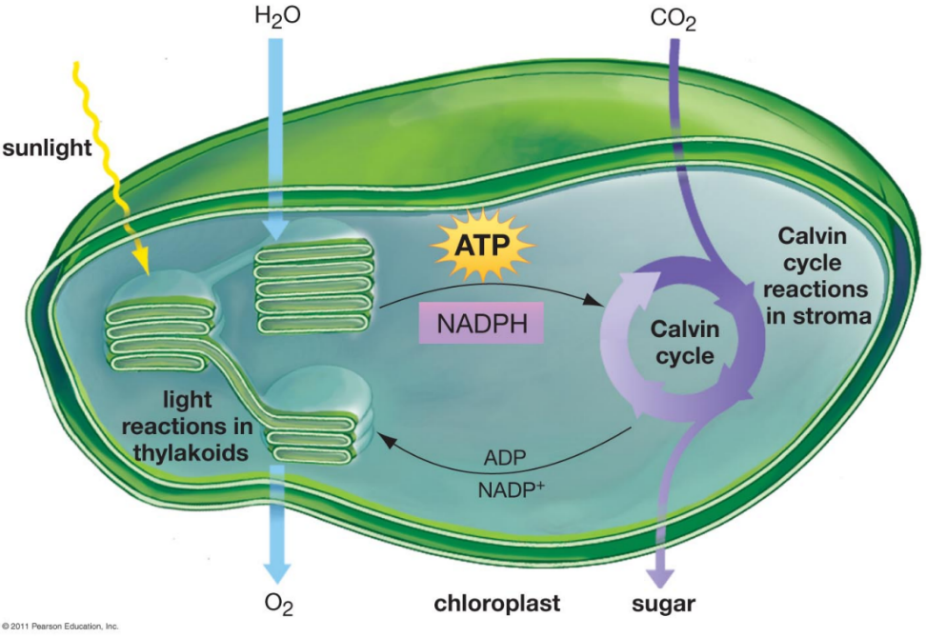 H₂O
CO₂
sunlight
ATP
NADPH
Calvin
cycle
reactions
in stroma
Calvin
cycle
light
reactions in
thylakoids
ADP
NADP⁺
O₂
chloroplast
sugar
© 2011 Pearson Education, Inc.